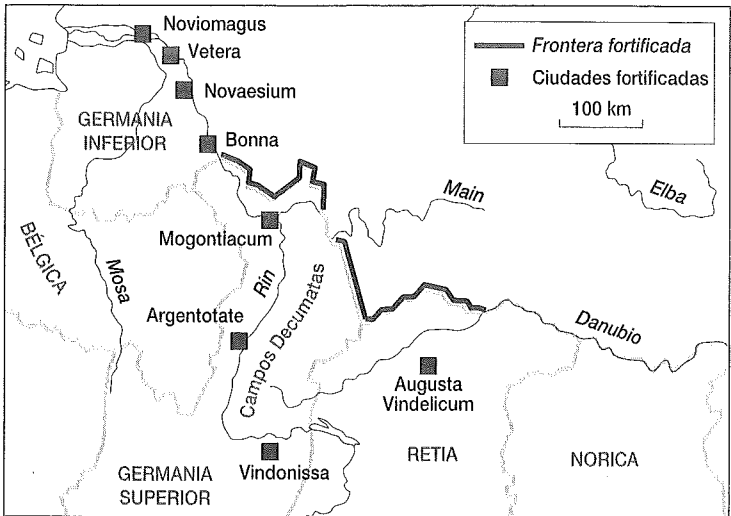 Noviomagus
Vetera
Novaesium
GERMANIA
INFERIOR
Bonna
Frontera fortificada
Ciudades fortificadas
100 km
Main
Elba
BÉLGICA
Mosa
Mogontiacum
Rin
Argentotate
Campos Decumatas
Danubio
Augusta
Vindelicum
Vindonissa
GERMANIA
SUPERIOR
RETIA
NORICA